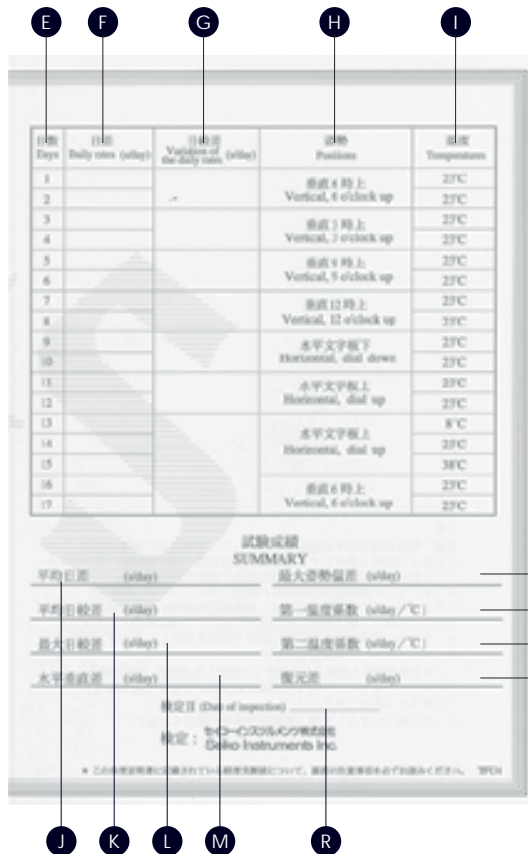 E F G H I
日数 日差 日較差 姿勢 温度
Days Daily rates (s/day) Variation of the daily rates (s/day) Positions Temperatures
1 垂直6時上 23°C
2 Vertical, 6 o'clock up 23°C
3 垂直3時上 23°C
4 Vertical, 3 o'clock up 23°C
5 垂直9時上 23°C
6 Vertical, 9 o'clock up 23°C
7 垂直12時上 23°C
8 Vertical, 12 o'clock up 23°C
9 水平文字板下 23°C
10 Horizontal, dial down 23°C
11 水平文字板上 23°C
12 Horizontal, dial up 23°C
13 水平文字板上 8°C
14 Horizontal, dial up 23°C
15 38°C
16 垂直6時上 23°C
17 Vertical, 6 o'clock up 23°C
試験成績
SUMMARY
平均日差 (s/day) 最大姿勢偏差 (s/day)
平均日較差 (s/day) 第一温度係数 (s/day/°C)
最大日較差 (s/day) 第二温度係数 (s/day/°C)
水平垂直差 (s/day) 復元差 (s/day)
検定日 (Date of inspection)
検定： セイコーインスツルメンツ株式会社
Seiko Instruments Inc.
J K L M R